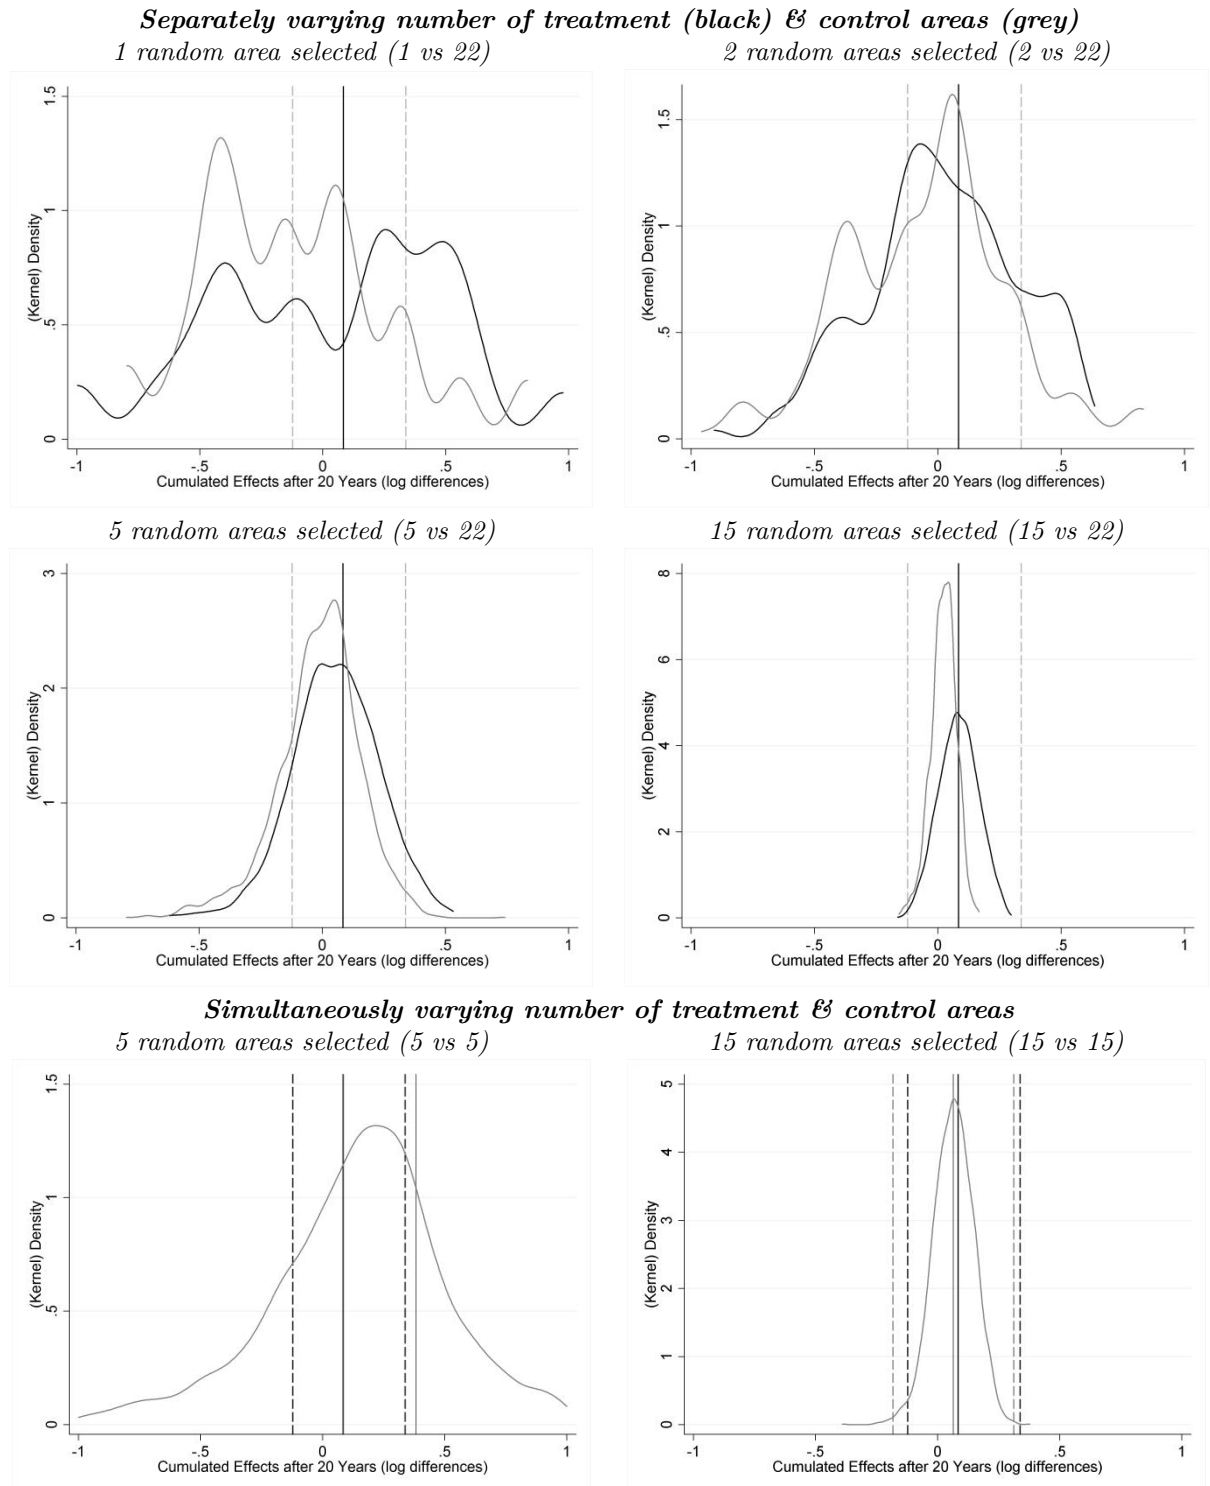 Separately varying number of treatment (black) & control areas (grey)
1 random area selected (1 vs 22)
2 random areas selected (2 vs 22)
1.5
1
.5
0
(Kernel) Density
-1 -.5 0 .5 1
Cumulated Effects after 20 Years (log differences)
1.5
1
.5
0
(Kernel) Density
-1 -.5 0 .5 1
Cumulated Effects after 20 Years (log differences)
5 random areas selected (5 vs 22)
15 random areas selected (15 vs 22)
3
2
1
0
(Kernel) Density
-1 -.5 0 .5 1
Cumulated Effects after 20 Years (log differences)
8
6
4
2
0
(Kernel) Density
-1 -.5 0 .5 1
Cumulated Effects after 20 Years (log differences)
Simultaneously varying number of treatment & control areas
5 random areas selected (5 vs 5)
15 random areas selected (15 vs 15)
1.5
1
.5
0
(Kernel) Density
-1 -.5 0 .5 1
Cumulated Effects after 20 Years (log differences)
5
4
3
2
1
0
(Kernel) Density
-1 -.5 0 .5 1
Cumulated Effects after 20 Years (log differences)